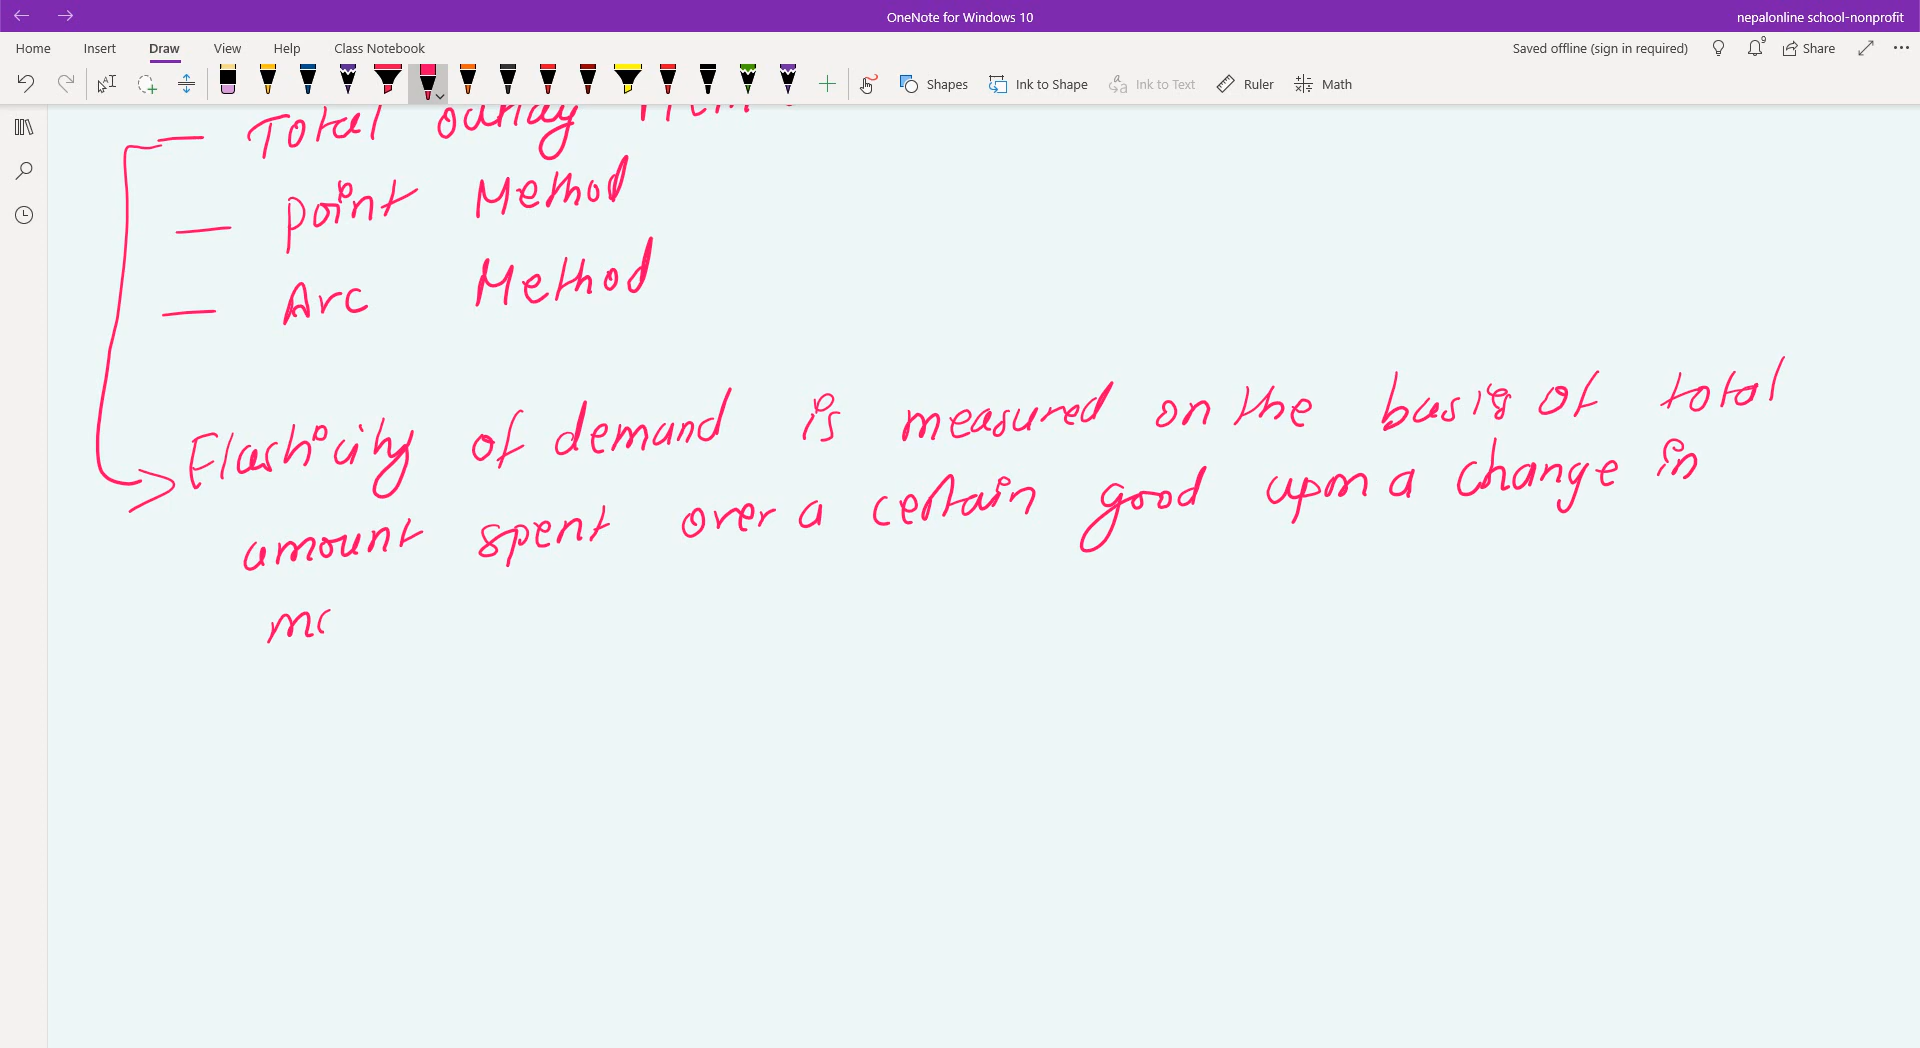 OneNote for Windows 10
nepalonline school-nonprofit
Home Insert Draw View Help Class Notebook
Saved offline (sign in required) 9 Share
Shapes Ink to Shape Ink to Text Ruler Math
— Total outlay
— Point Method
— Arc Method
Elasticity of demand is measured on the basis of total
amount spent over a certain good upon a change in